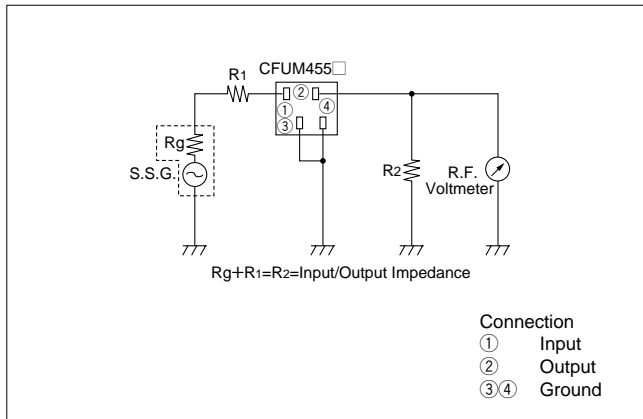 CFUM455□
R1
② 
① ④
③
Rg
S.S.G.
R2
R.F.
Voltmeter
Rg+R1=R2=Input/Output Impedance
Connection
① Input
② Output
③④ Ground